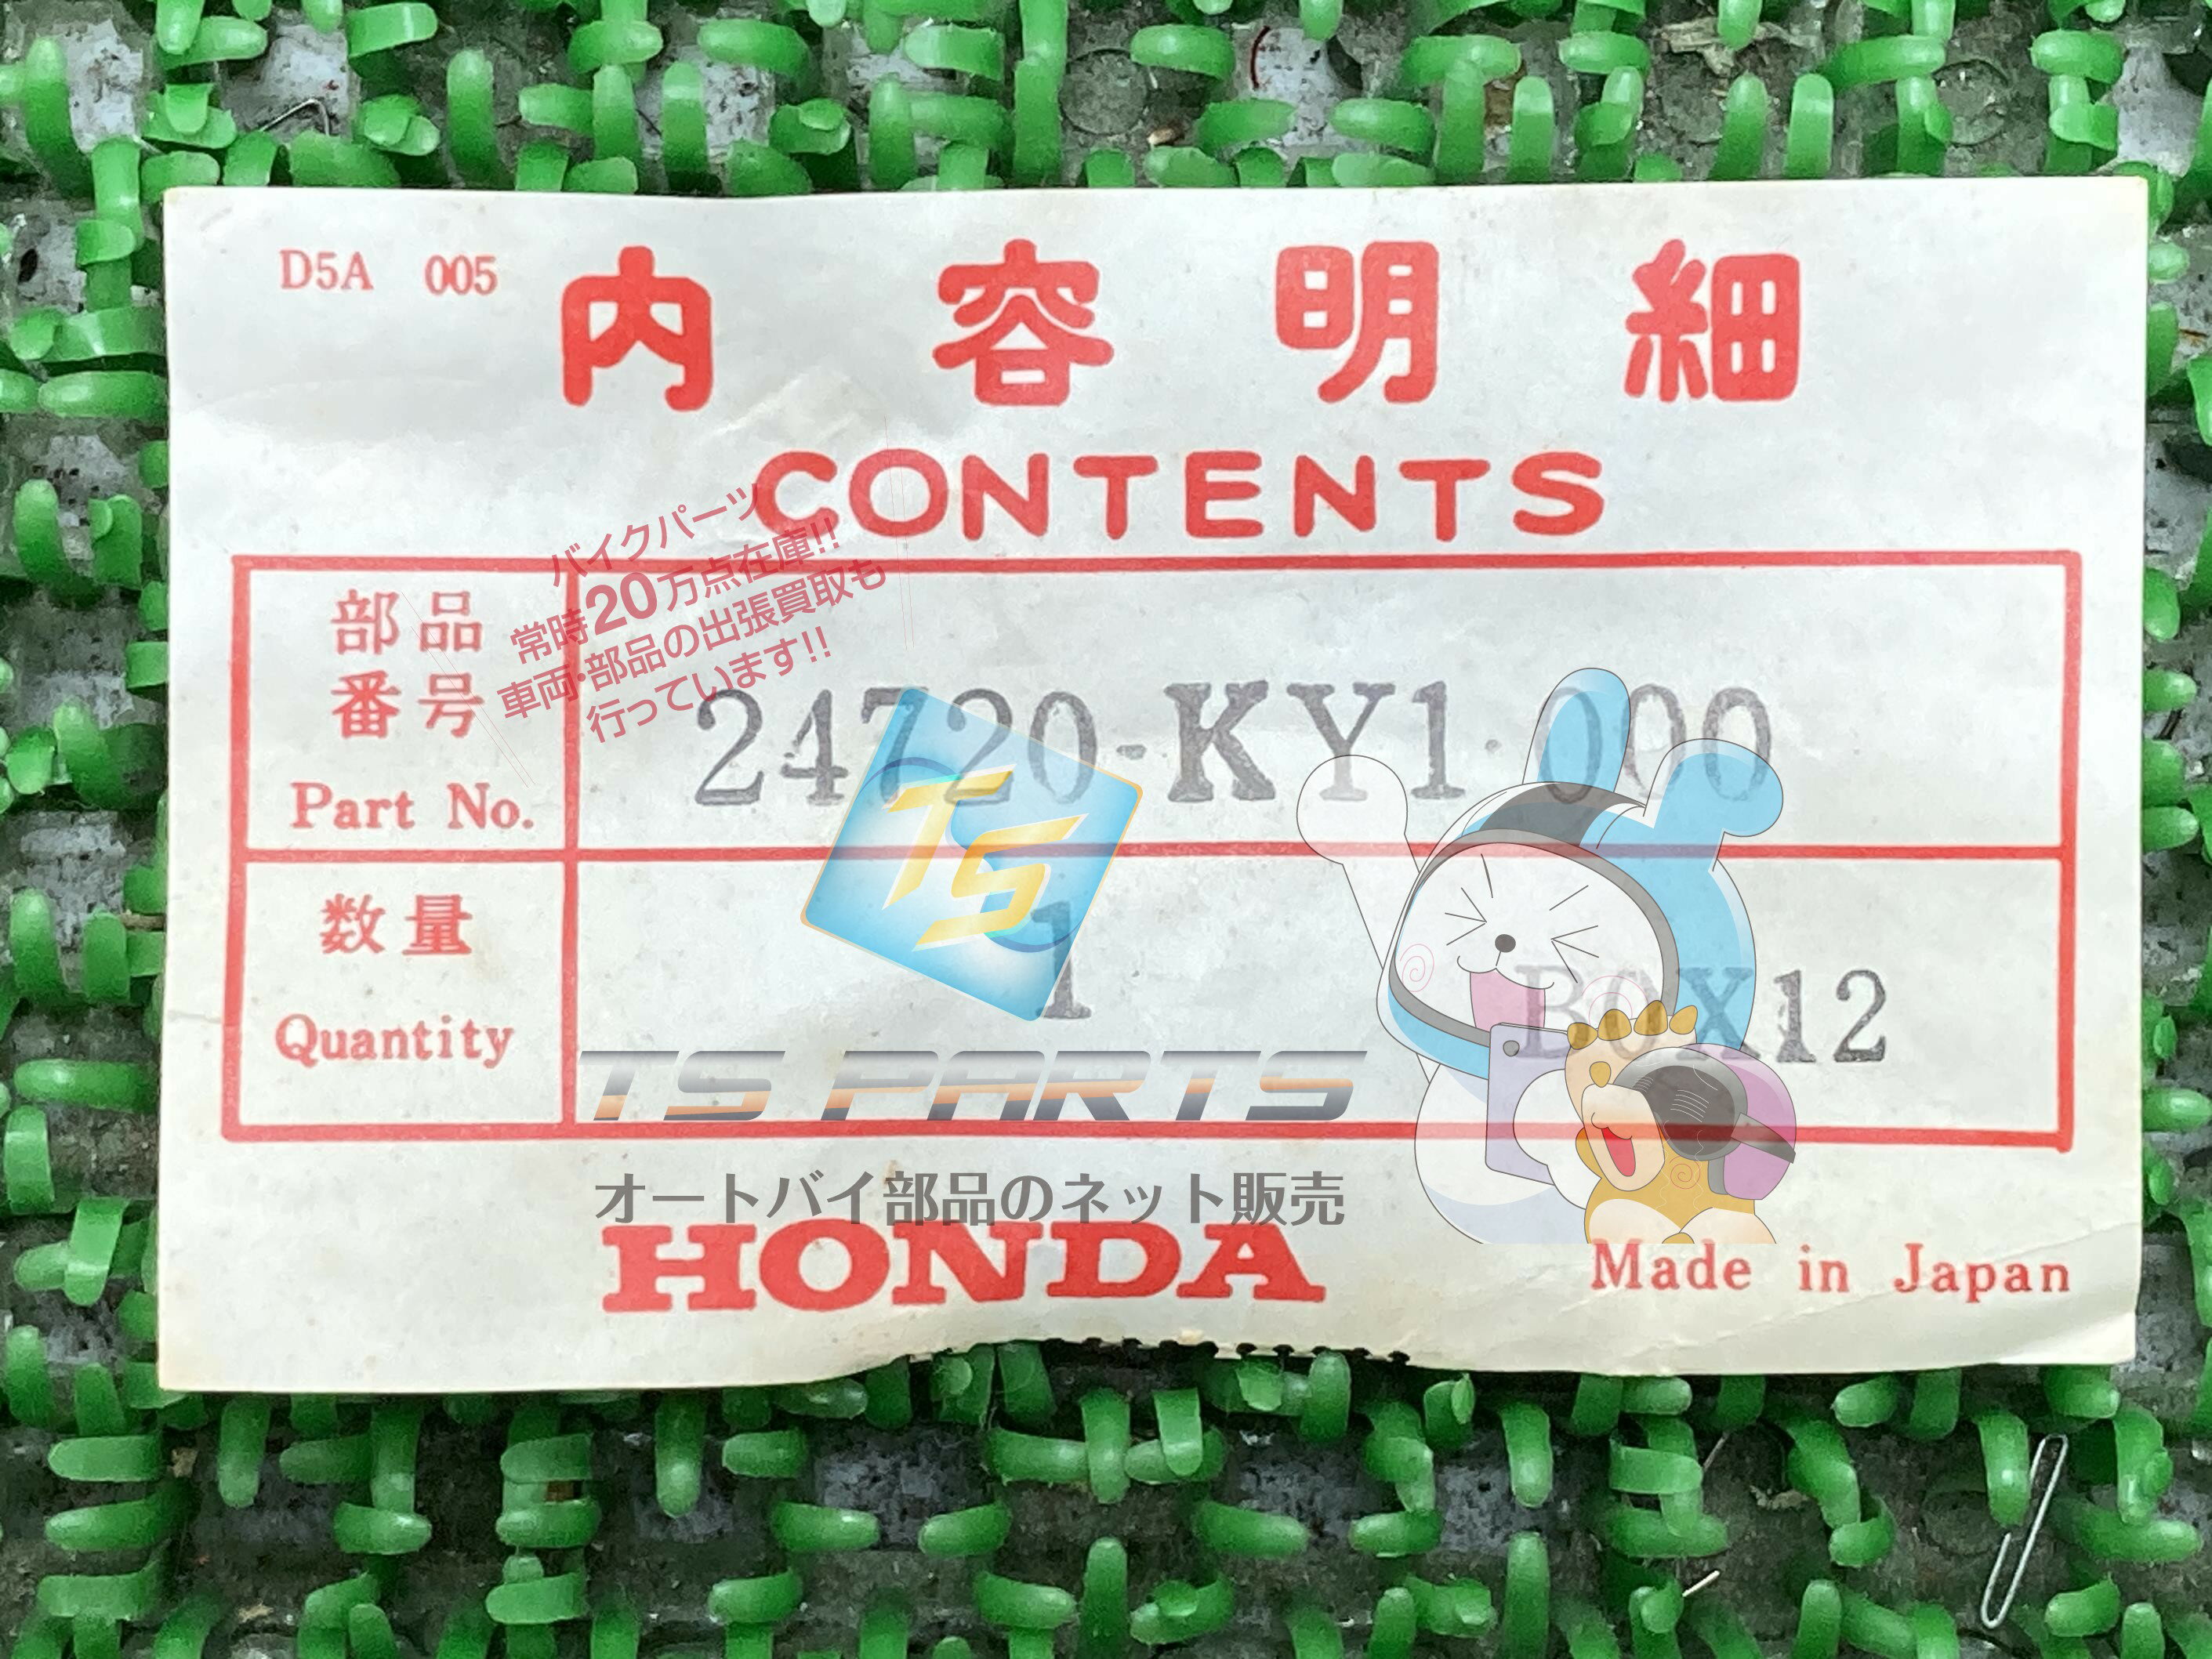 D5A 005
内容明細
CONTENTS
バイクパーツ
常時20万点在庫!!
車両・部品の出張買取も
行っています!!
部品
番号
Part No.
24720-KY1-000
数量
Quantity
1
BOX12
TS
TS PARTS
オートバイ部品のネット販売
HONDA
Made in Japan